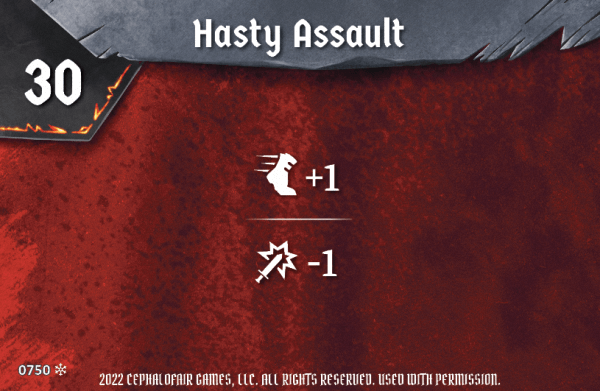 Hasty Assault
30
+1
-1
0750
2022 CEPHALOFAIR GAMES, LLC. ALL RIGHTS RESERVED. USED WITH PERMISSION.